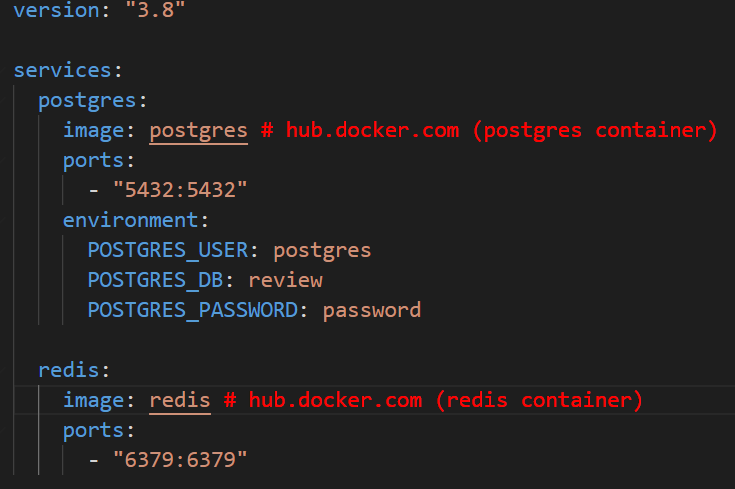 version: "3.8"
services:
postgres:
image: postgres # hub.docker.com (postgres container)
ports:
- "5432:5432"
environment:
POSTGRES_USER: postgres
POSTGRES_DB: review
POSTGRES_PASSWORD: password
redis:
image: redis # hub.docker.com (redis container)
ports:
- "6379:6379"